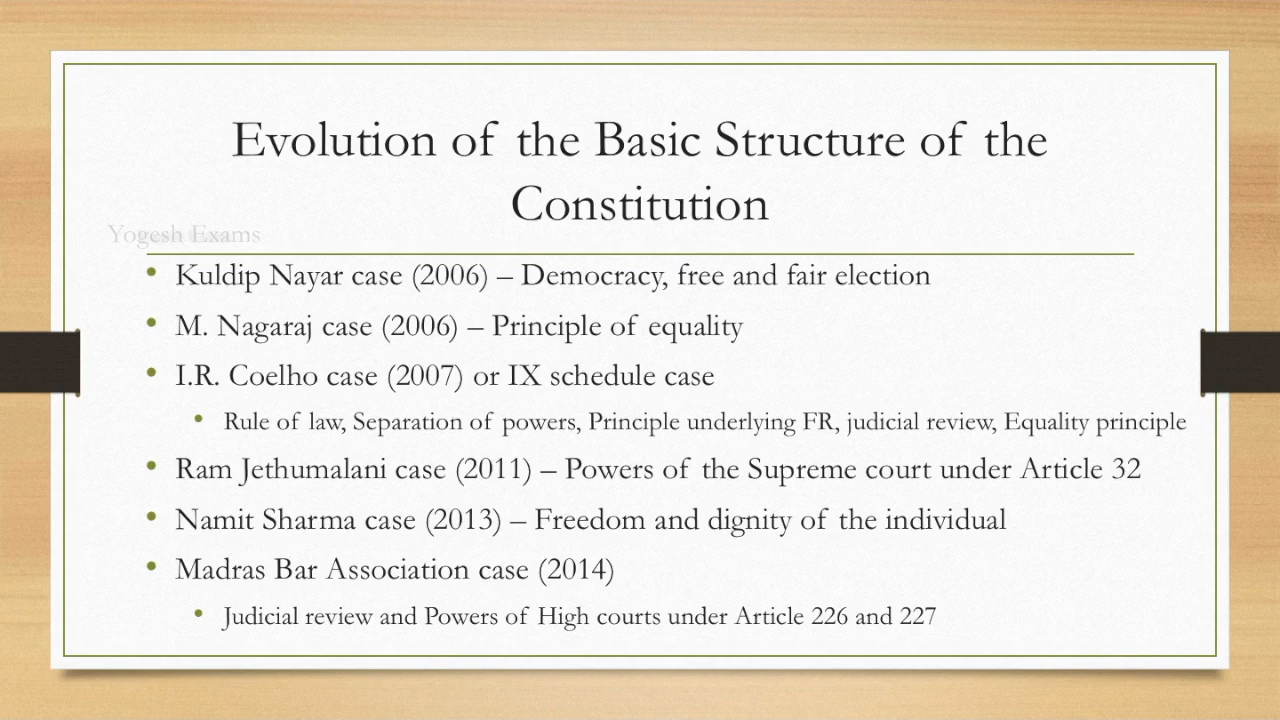 Evolution of the Basic Structure of the
Constitution
Yogesh Exams
• Kuldip Nayar case (2006) – Democracy, free and fair election
• M. Nagaraj case (2006) – Principle of equality
• I.R. Coelho case (2007) or IX schedule case
• Rule of law, Separation of powers, Principle underlying FR, judicial review, Equality principle
• Ram Jethumalani case (2011) – Powers of the Supreme court under Article 32
• Namit Sharma case (2013) – Freedom and dignity of the individual
• Madras Bar Association case (2014)
• Judicial review and Powers of High courts under Article 226 and 227